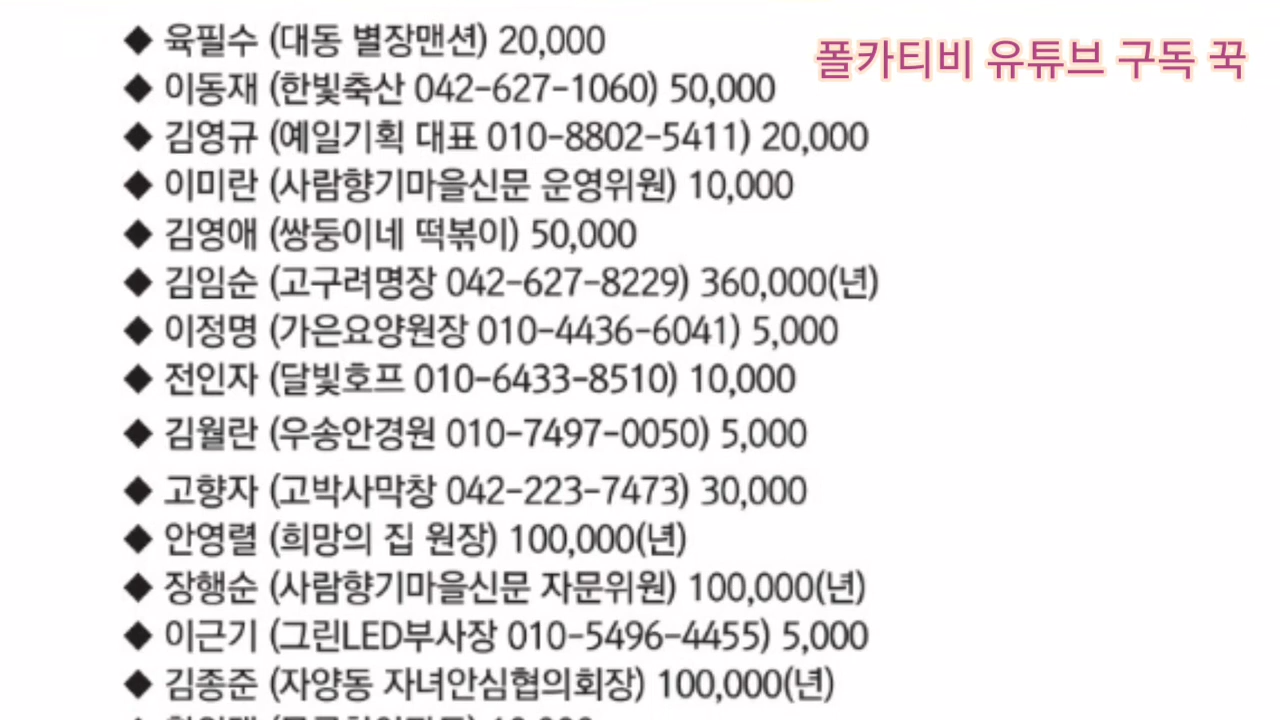 ◆ 육필수 (대동 별장맨션) 20,000
폴카티비 유튜브 구독 꾹
◆ 이동재 (한빛축산 042-627-1060) 50,000
◆ 김영규 (예일기획 대표 010-8802-5411) 20,000
◆ 이미란 (사람향기마을신문 운영위원) 10,000
◆ 김영애 (쌍둥이네 떡볶이) 50,000
◆ 김임순 (고구려명장 042-627-8229) 360,000(년)
◆ 이정명 (가은요양원장 010-4436-6041) 5,000
◆ 전인자 (달빛호프 010-6433-8510) 10,000
◆ 김월란 (우송안경원 010-7497-0050) 5,000
◆ 고향자 (고박사막창 042-223-7473) 30,000
◆ 안영렬 (희망의 집 원장) 100,000(년)
◆ 장행순 (사람향기마을신문 자문위원) 100,000(년)
◆ 이근기 (그린LED부사장 010-5496-4455) 5,000
◆ 김종준 (자양동 자녀안심협의회장) 100,000(년)